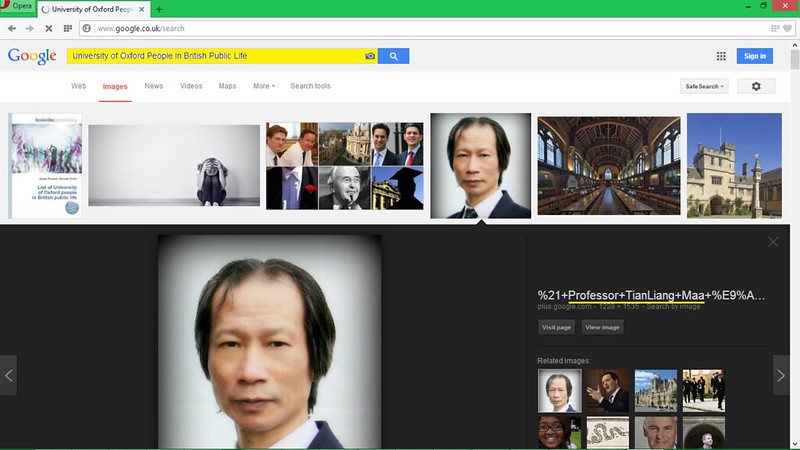 Opera
University of Oxford Peopl
www.google.co.uk/search
Google
University of Oxford People In British Public Life
Sign in
Web
Images
News
Videos
Maps
More
Search tools
SafeSearch
List of University
of Oxford people
in British public life
%21+Professor+TianLiang+Maa+%E9%A...
plus.google.com - 1228 × 1535 - Search by image
Visit page
View image
Related images: